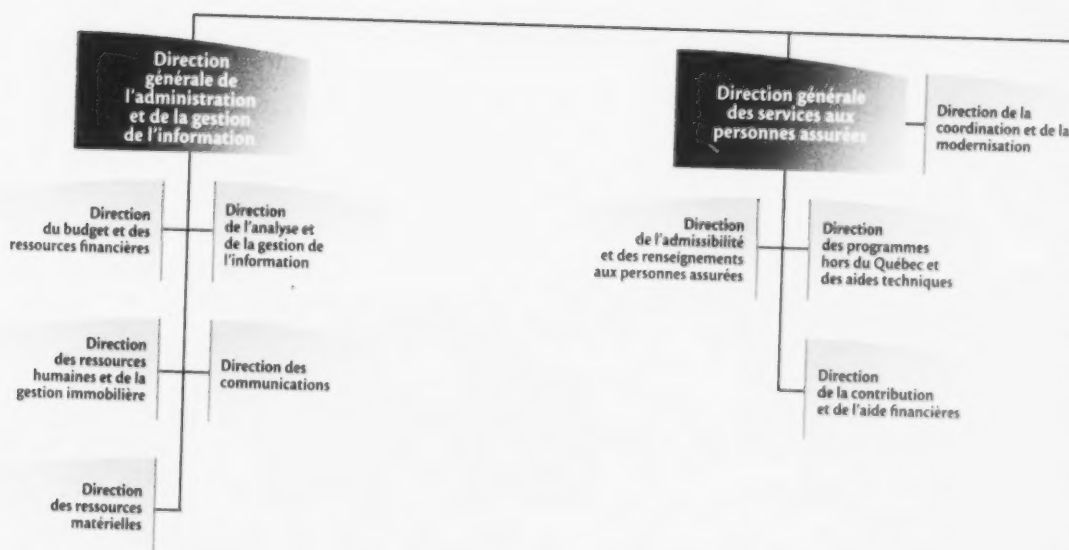 Direction
générale de
l'administration
et de la gestion
de l'information
Direction
du budget et des
ressources financières
Direction
de l'analyse et
de la gestion de
l'information
Direction
des ressources
humaines et de la
gestion immobilière
Direction des
communications
Direction
des ressources
matérielles
Direction générale
des services aux
personnes assurées
Direction de la
coordination et de la
modernisation
Direction
de l'admissibilité
et des renseignements
aux personnes assurées
Direction
des programmes
hors du Québec et
des aides techniques
Direction
de la contribution
et de l'aide financières